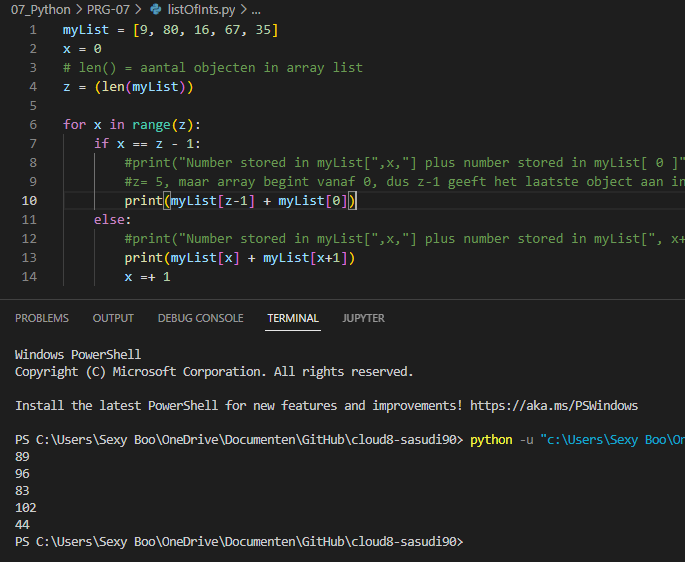 07_Python > PRG-07 > listOfInts.py > ...
1 myList = [9, 80, 16, 67, 35]
2 x = 0
3 # len() = aantal objecten in array list
4 z = (len(myList))
5
6 for x in range(z):
7 if x == z - 1:
8 #print("Number stored in myList[",x,"] plus number stored in myList[ 0 ]"
9 #z= 5, maar array begint vanaf 0, dus z-1 geeft het laatste object aan in
10 print(myList[z-1] + myList[0])
11 else:
12 #print("Number stored in myList[",x,"] plus number stored in myList[", x+
13 print(myList[x] + myList[x+1])
14 x =+ 1
PROBLEMS OUTPUT DEBUG CONSOLE TERMINAL JUPYTER
Windows PowerShell
Copyright (C) Microsoft Corporation. All rights reserved.
Install the latest PowerShell for new features and improvements! https://aka.ms/PSWindows
PS C:\Users\Sexy Boo\OneDrive\Documenten\GitHub\cloud8-sasudi90> python -u "c:\Users\Sexy Boo\On
89
96
83
102
44
PS C:\Users\Sexy Boo\OneDrive\Documenten\GitHub\cloud8-sasudi90>